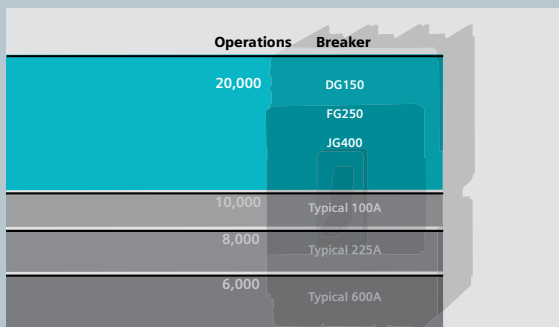 Operations Breaker
20,000 DG150
FG250
JG400
10,000 Typical 100A
8,000 Typical 225A
6,000 Typical 600A